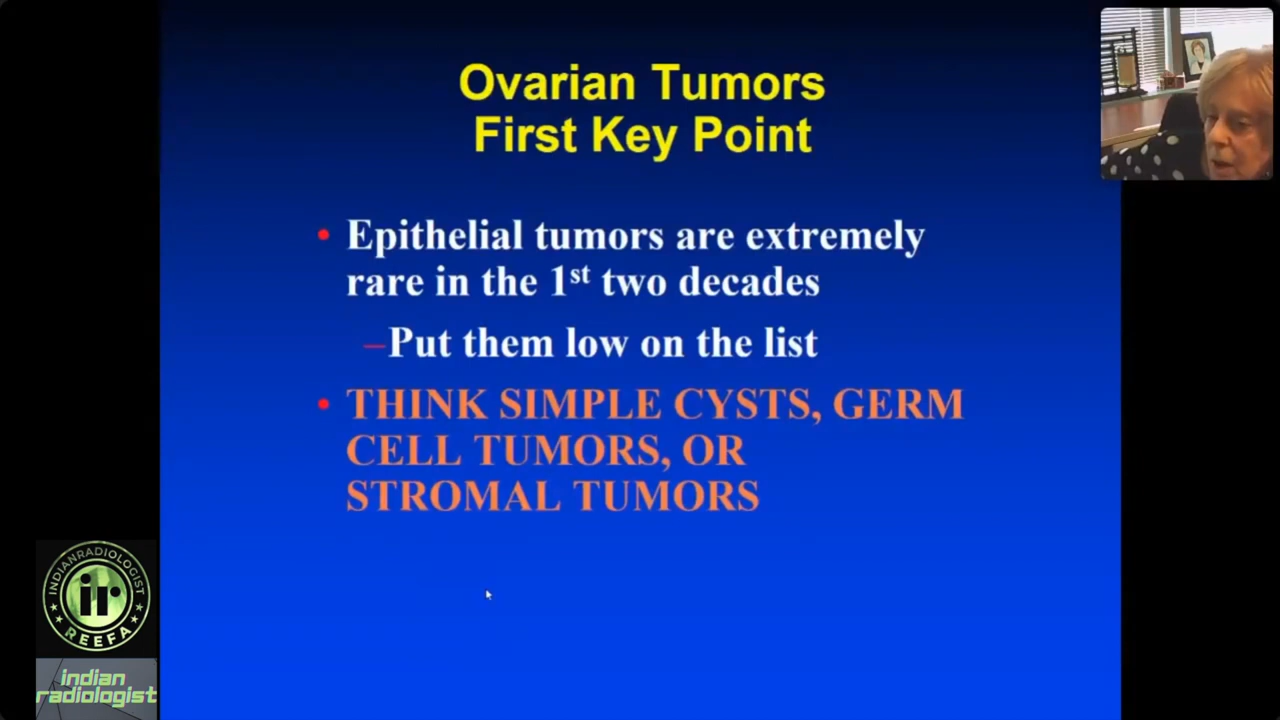 Ovarian Tumors
First Key Point
• Epithelial tumors are extremely
rare in the 1st two decades
–Put them low on the list
• THINK SIMPLE CYSTS, GERM
CELL TUMORS, OR
STROMAL TUMORS
INDIANRADIOLOGIST
ir
REEFA
indian
radiologist